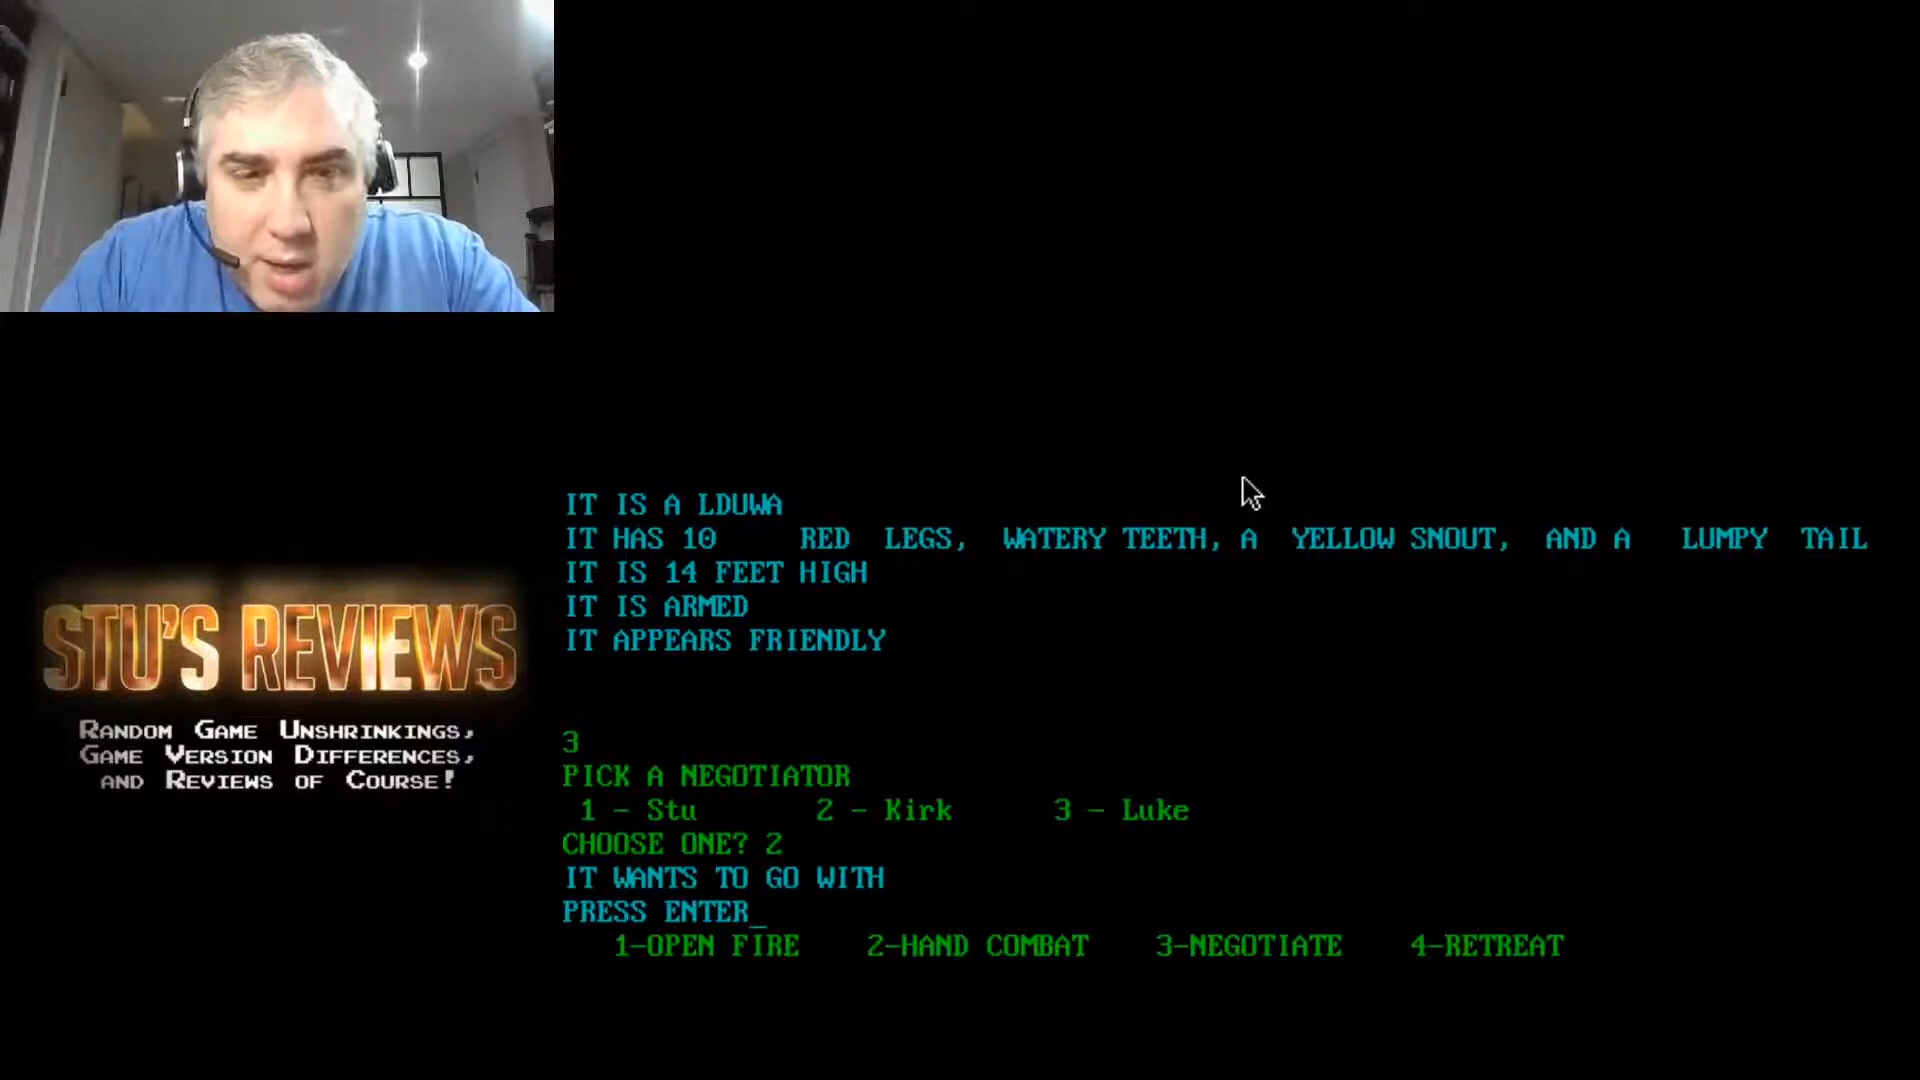 IT IS A LDUWA
IT HAS 10 RED LEGS, WATERY TEETH, A YELLOW SNOUT, AND A LUMPY TAIL
IT IS 14 FEET HIGH
IT IS ARMED
IT APPEARS FRIENDLY
3
PICK A NEGOTIATOR
1 - Stu 2 - Kirk 3 - Luke
CHOOSE ONE? 2
IT WANTS TO GO WITH
PRESS ENTER_
1-OPEN FIRE 2-HAND COMBAT 3-NEGOTIATE 4-RETREAT
STU'S REVIEWS
RANDOM GAME UNSHRINKINGS,
GAME VERSION DIFFERENCES,
AND REVIEWS OF COURSE!